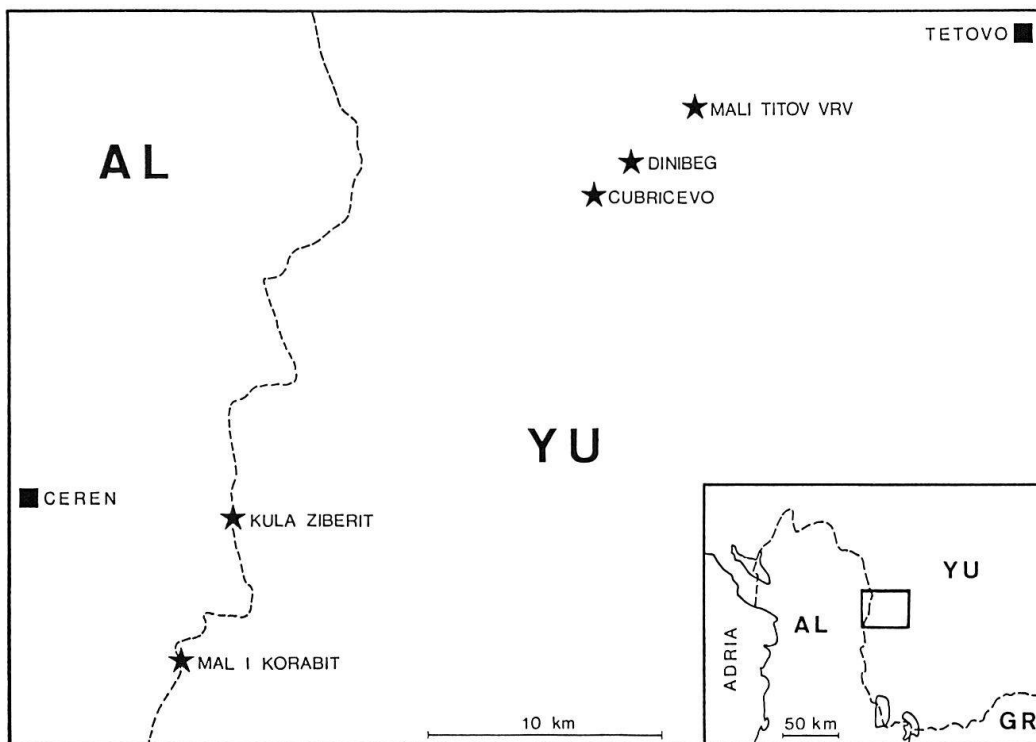 TETOVO
MALI TITOV VRV
AL
DINIBEG
CUBRICEVO
YU
CEREN
KULA ZIBERIT
MAL I KORABIT
10 km
YU
AL
ADRIA
50 km
GR